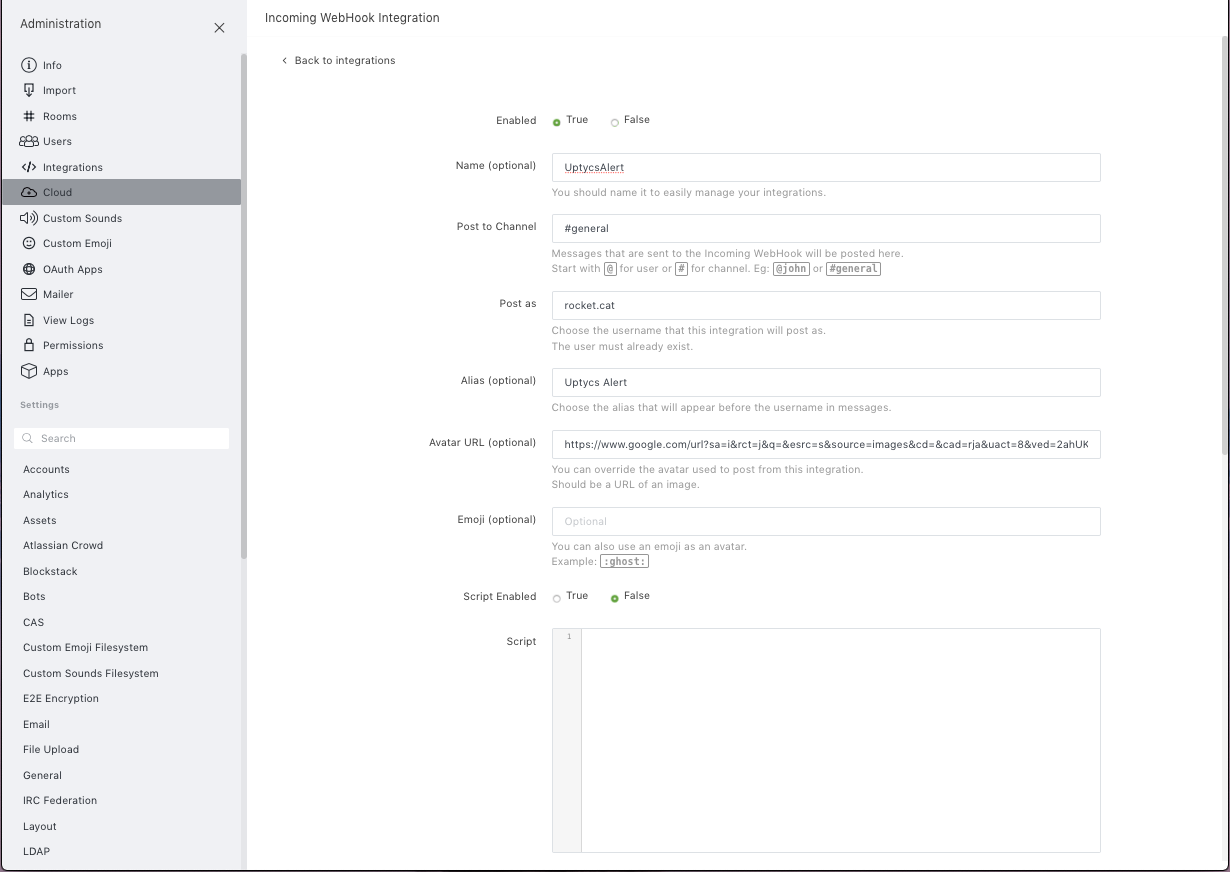 Administration
Info
Import
Rooms
Users
Integrations
Cloud
Custom Sounds
Custom Emoji
OAuth Apps
Mailer
View Logs
Permissions
Apps
Settings
Search
Accounts
Analytics
Assets
Atlassian Crowd
Blockstack
Bots
CAS
Custom Emoji Filesystem
Custom Sounds Filesystem
E2E Encryption
Email
File Upload
General
IRC Federation
Layout
LDAP
Incoming WebHook Integration
Back to integrations
Enabled True False
Name (optional) UptycsAlert
You should name it to easily manage your integrations.
Post to Channel #general
Messages that are sent to the Incoming WebHook will be posted here.
Start with @ for user or # for channel. Eg: @john or #general
Post as rocket.cat
Choose the username that this integration will post as.
The user must already exist.
Alias (optional) Uptycs Alert
Choose the alias that will appear before the username in messages.
Avatar URL (optional) https://www.google.com/url?sa=i&rct=j&q=&esrc=s&source=images&cd=&cad=rja&uact=8&ved=2ahUK
You can override the avatar used to post from this integration.
Should be a URL of an image.
Emoji (optional) Optional
You can also use an emoji as an avatar.
Example: :ghost:
Script Enabled True False
Script 1